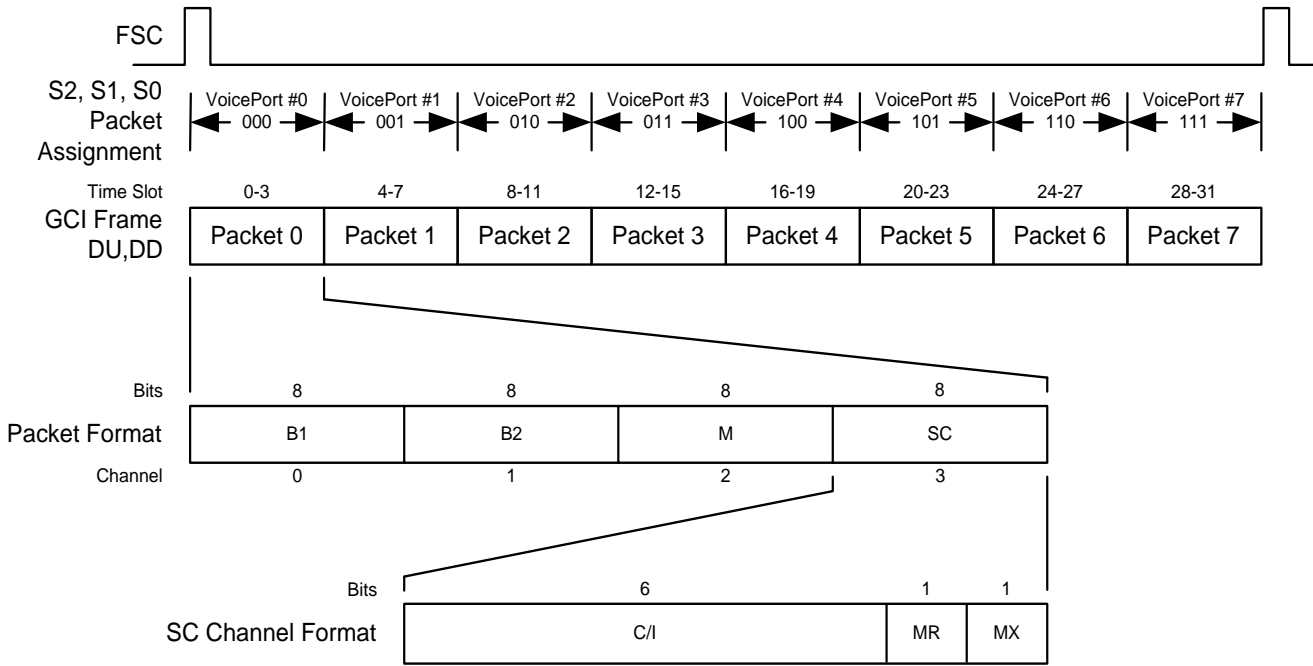 FSC
S2, S1, S0
Packet
Assignment
VoicePort #0 VoicePort #1 VoicePort #2 VoicePort #3 VoicePort #4 VoicePort #5 VoicePort #6 VoicePort #7
000 001 010 011 100 101 110 111
Time Slot 0-3 4-7 8-11 12-15 16-19 20-23 24-27 28-31
GCI Frame
DU,DD
Packet 0 Packet 1 Packet 2 Packet 3 Packet 4 Packet 5 Packet 6 Packet 7
Bits 8 8 8 8
Packet Format B1 B2 M SC
Channel 0 1 2 3
Bits 6 1 1
SC Channel Format C/I MR MX